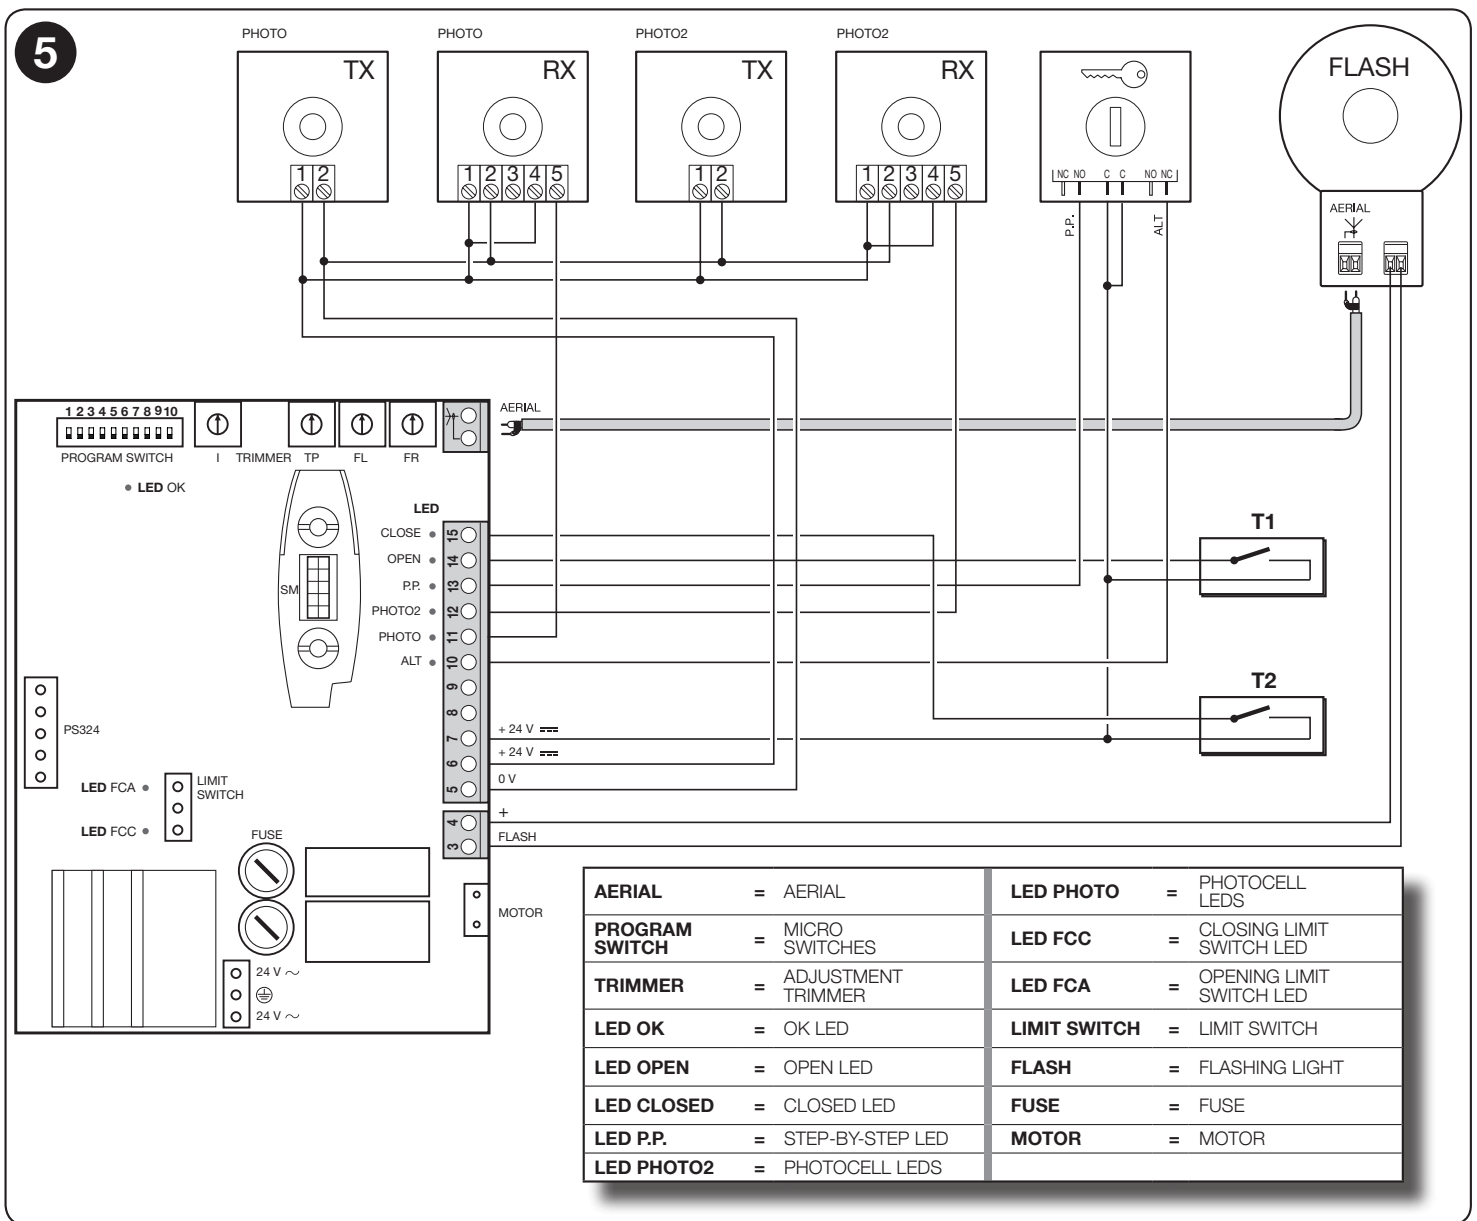 5
PHOTO
PHOTO
PHOTO2
PHOTO2
TX
RX
TX
RX
FLASH
1 2
1 2 3 4 5
1 2
1 2 3 4 5
NC NO C C NO NC
P.P.
ALT
AERIAL
1 2 3 4 5 6 7 8 9 10
PROGRAM SWITCH
I TRIMMER TP FL FR
AERIAL
LED OK
LED
CLOSE 15
OPEN 14
P.P. 13
PHOTO2 12
PHOTO 11
ALT 10
9
8
7 + 24 V
6 + 24 V
5 0 V
4 +
3 FLASH
SM
T1
T2
PS324
LED FCA
LIMIT
SWITCH
LED FCC
FUSE
MOTOR
24 V ~
24 V ~
AERIAL = AERIAL
LED PHOTO = PHOTOCELL
LEDS
PROGRAM
SWITCH = MICRO
SWITCHES
LED FCC = CLOSING LIMIT
SWITCH LED
TRIMMER = ADJUSTMENT
TRIMMER
LED FCA = OPENING LIMIT
SWITCH LED
LED OK = OK LED
LIMIT SWITCH = LIMIT SWITCH
LED OPEN = OPEN LED
FLASH = FLASHING LIGHT
LED CLOSED = CLOSED LED
FUSE = FUSE
LED P.P. = STEP-BY-STEP LED
MOTOR = MOTOR
LED PHOTO2 = PHOTOCELL LEDS